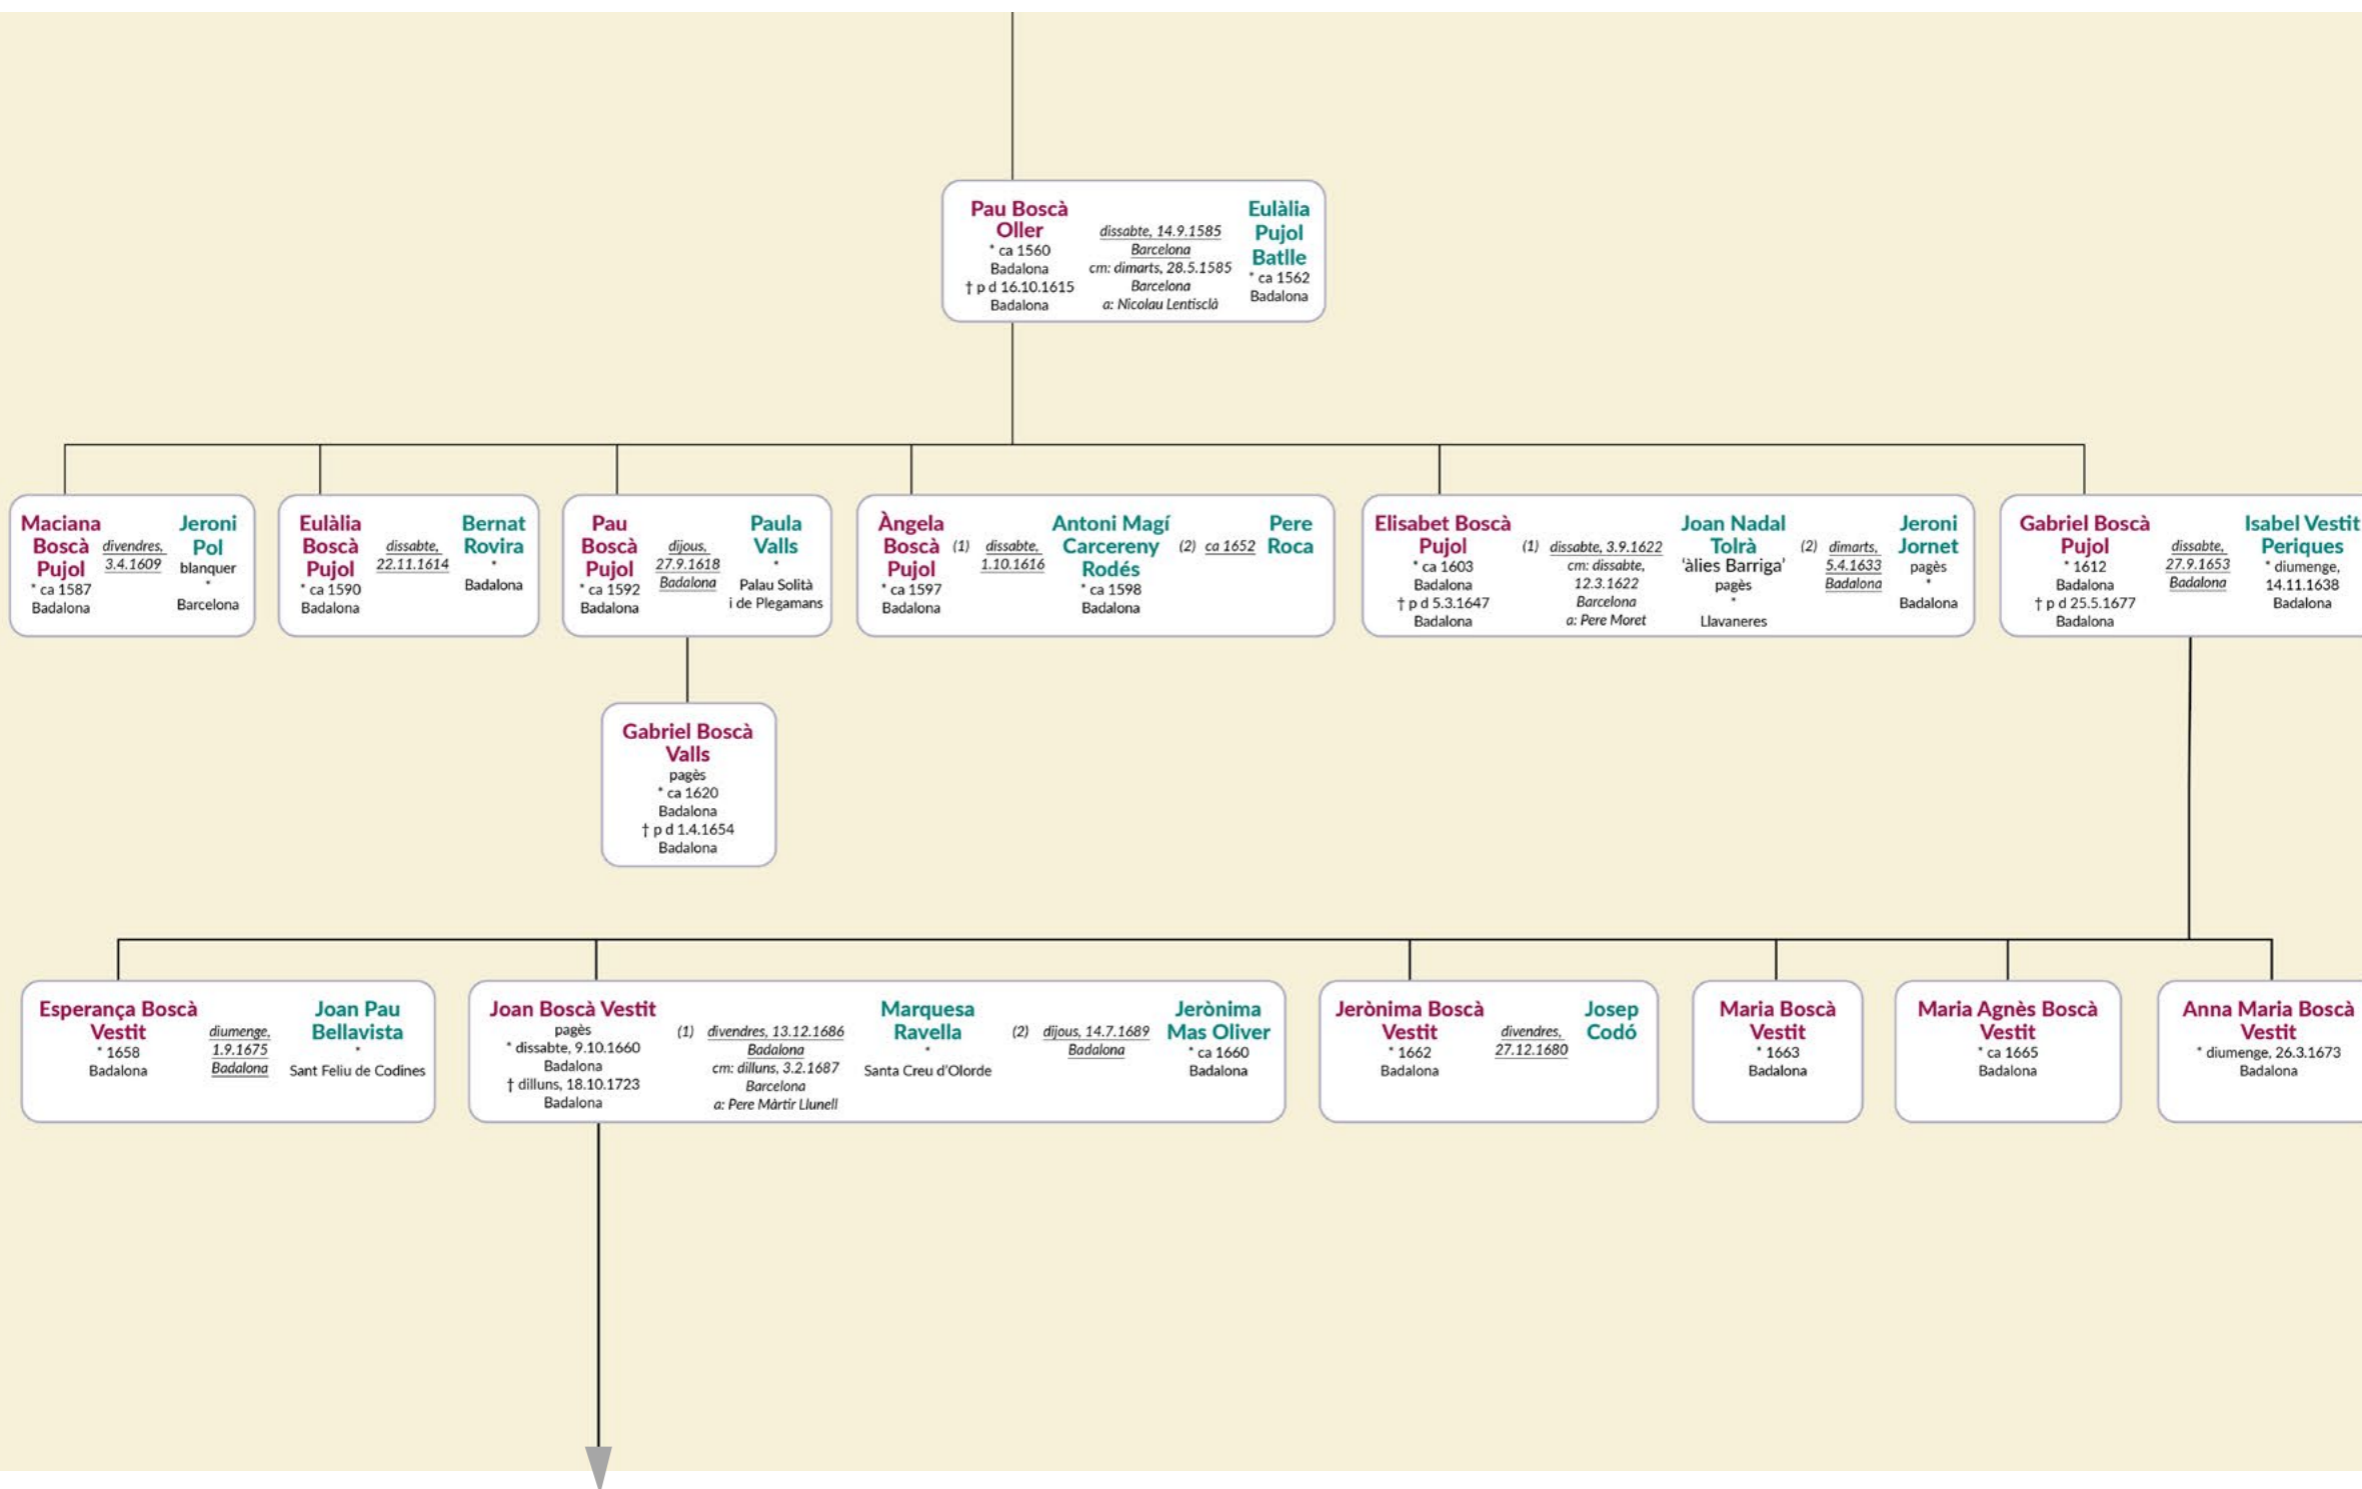 Pau Boscà
Oller
* ca 1560
Badalona
† p d 16.10.1615
Badalona
dissabte, 14.9.1585
Barcelona
cm: dimarts, 28.5.1585
Barcelona
a: Nicolau Lentisclà
Eulàlia
Pujol
Batlle
* ca 1562
Badalona
Maciana
Boscà
Pujol
* ca 1587
Badalona
divendres,
3.4.1609
Jeroni
Pol
blanquer
*
Barcelona
Eulàlia
Boscà
Pujol
* ca 1590
Badalona
dissabte,
22.11.1614
Bernat
Rovira
*
Badalona
Pau
Boscà
Pujol
* ca 1592
Badalona
dijous,
27.9.1618
Badalona
Paula
Valls
*
Palau Solità
i de Plegamans
Àngela
Boscà
Pujol
* ca 1597
Badalona
(1)
dissabte,
1.10.1616
Antoni Magí
Carcereny
Rodés
* ca 1598
Badalona
(2)
ca 1652
Pere
Roca
Elisabet Boscà
Pujol
* ca 1603
Badalona
† p d 5.3.1647
Badalona
(1)
dissabte, 3.9.1622
cm: dissabte,
12.3.1622
Barcelona
a: Pere Moret
Joan Nadal
Tolrà
'àlies Barriga'
pagès
*
Llavaneres
(2)
dimarts,
5.4.1633
Badalona
Jeroni
Jornet
pagès
*
Badalona
Gabriel Boscà
Pujol
* 1612
Badalona
† p d 25.5.1677
Badalona
dissabte,
27.9.1653
Badalona
Isabel Vestit
Periques
* diumenge,
14.11.1638
Badalona
Gabriel Boscà
Valls
pagès
* ca 1620
Badalona
† p d 1.4.1654
Badalona
Esperança Boscà
Vestit
* 1658
Badalona
diumenge,
1.9.1675
Badalona
Joan Pau
Bellavista
*
Sant Feliu de Codines
Joan Boscà Vestit
pagès
* dissabte, 9.10.1660
Badalona
† dilluns, 18.10.1723
Badalona
(1)
divendres, 13.12.1686
Badalona
cm: dilluns, 3.2.1687
Barcelona
a: Pere Màrtir Llunell
Marquesa
Ravella
*
Santa Creu d'Olorde
(2)
dijous, 14.7.1689
Badalona
Jerònima
Mas Oliver
* ca 1660
Badalona
Jerònima Boscà
Vestit
* 1662
Badalona
divendres,
27.12.1680
Josep
Codó
Maria Boscà
Vestit
* 1663
Badalona
Maria Agnès Boscà
Vestit
* ca 1665
Badalona
Anna Maria Boscà
Vestit
* diumenge, 26.3.1673
Badalona